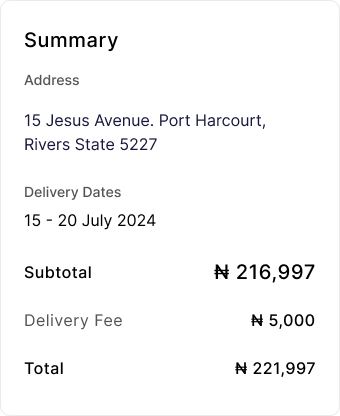 Summary
Address
15 Jesus Avenue. Port Harcourt,
Rivers State 5227
Delivery Dates
15 - 20 July 2024
Subtotal ₦ 216,997
Delivery Fee ₦ 5,000
Total ₦ 221,997